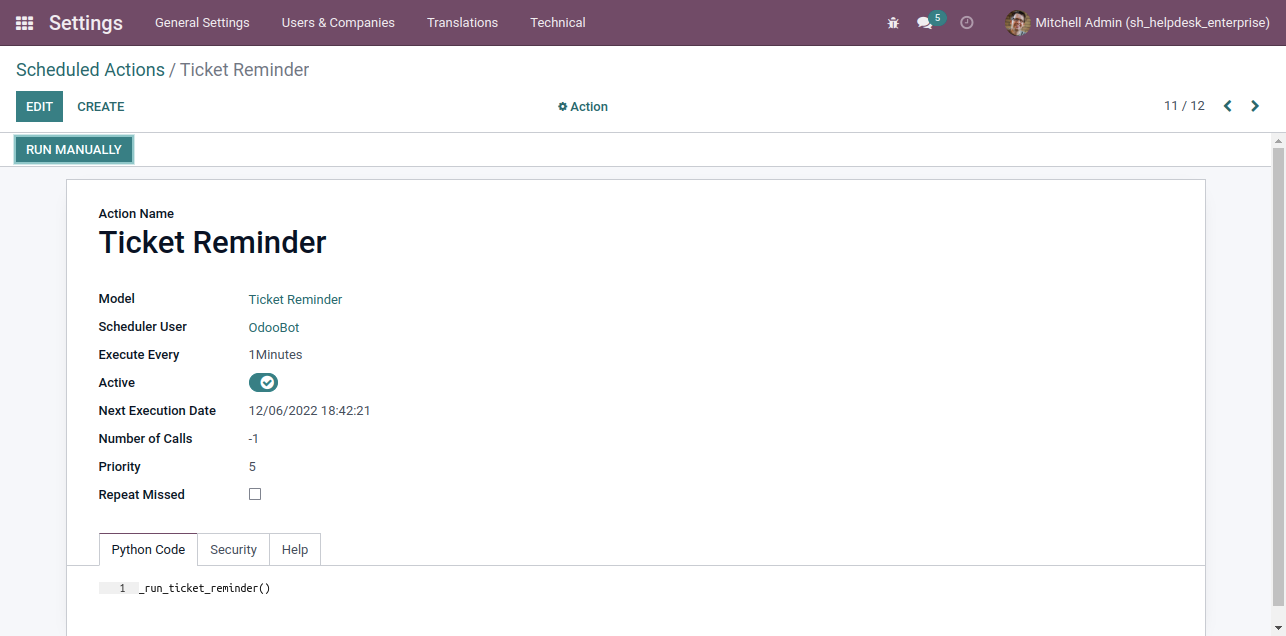 Settings General Settings Users & Companies Translations Technical 5 Mitchell Admin (sh_helpdesk_enterprise)
Scheduled Actions / Ticket Reminder
EDIT CREATE Action 11 / 12
RUN MANUALLY
Action Name
Ticket Reminder
Model Ticket Reminder
Scheduler User OdooBot
Execute Every 1Minutes
Active
Next Execution Date 12/06/2022 18:42:21
Number of Calls -1
Priority 5
Repeat Missed
Python Code Security Help
1 _run_ticket_reminder()